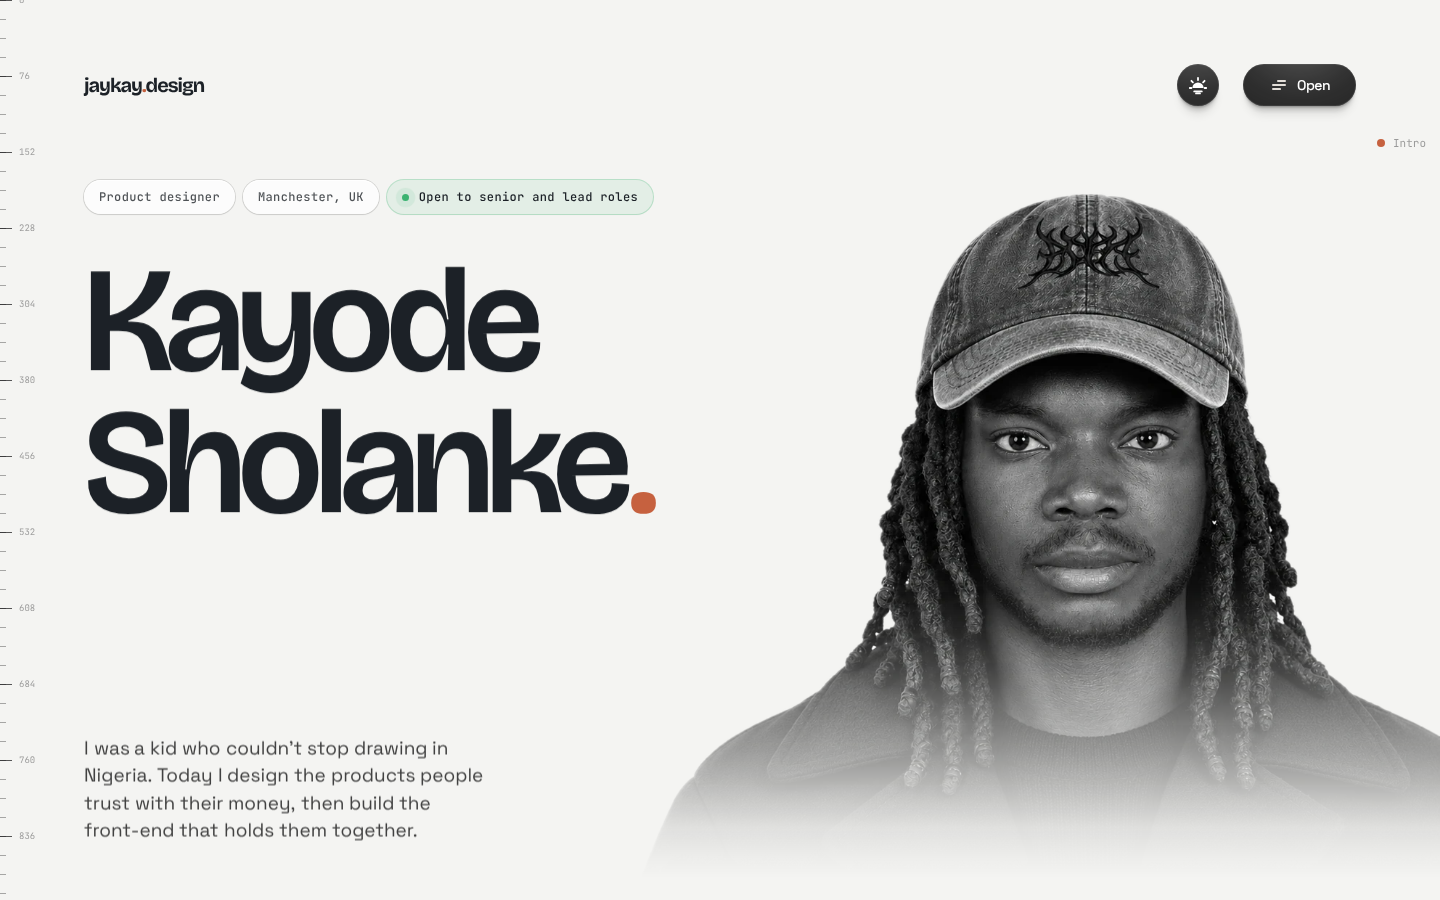 0
76
jaykay.design
Open
152
Intro
Product designer
Manchester, UK
Open to senior and lead roles
228
Kayode
304
380
Sholanke.
456
532
608
684
I was a kid who couldn’t stop drawing in
760
Nigeria. Today I design the products people
trust with their money, then build the
836
front-end that holds them together.